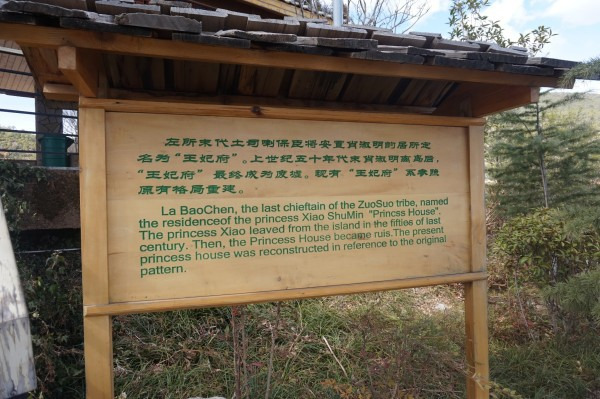 左所末代土司喇保臣将安置肖淑明的居所定
名为“王妃府”。上世纪五十年代末肖淑明离岛后，
“王妃府”最终成为废墟。现有“王妃府”系参照
原有格局重建。
La BaoChen, the last chieftain of the ZuoSuo tribe, named
the residenceof the princess Xiao ShuMin "Princss House".
The princess Xiao leaved from the island in the fifties of last
century. Then, the Princess House became ruis.The present
princess house was reconstructed in reference to the original
pattern.